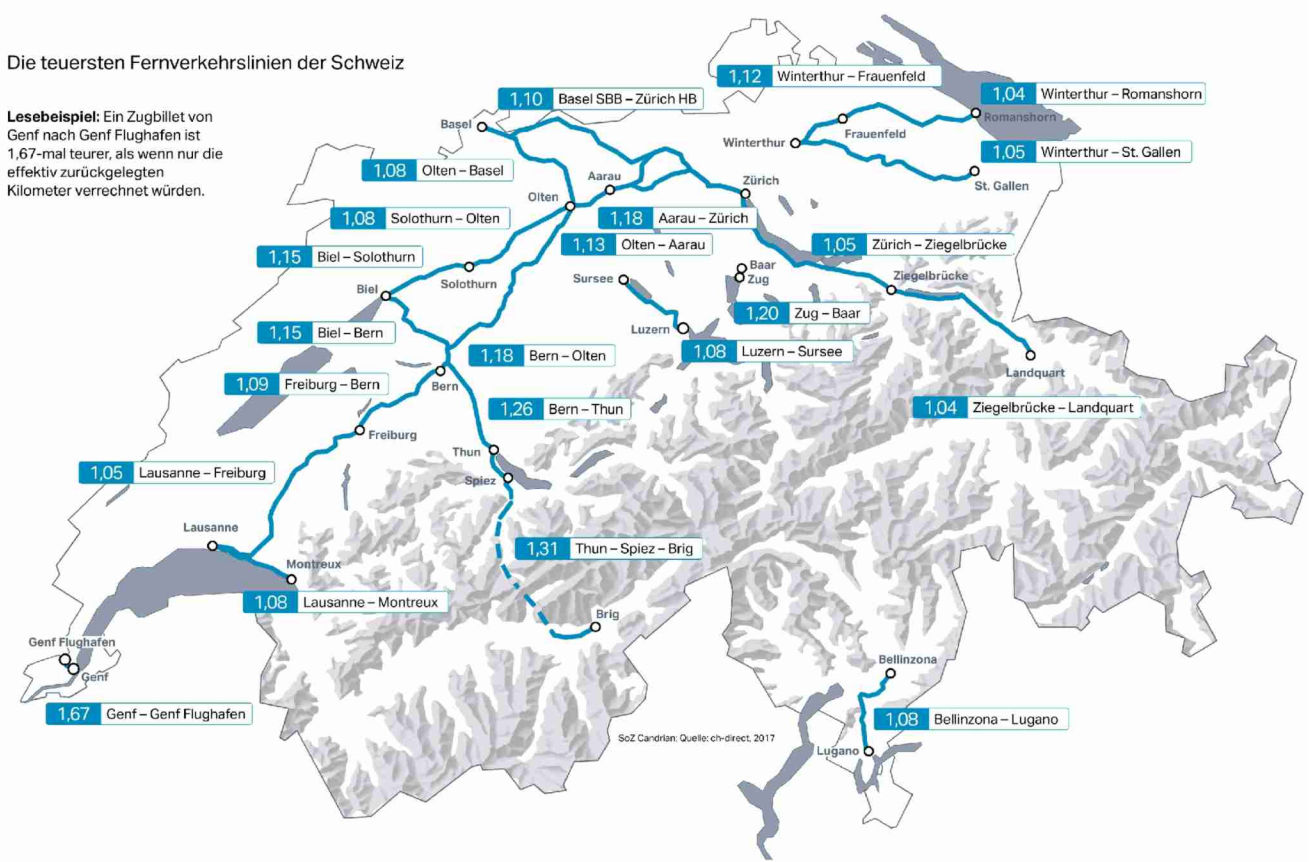 Die teuersten Fernverkehrslinien der Schweiz
Lesebeispiel: Ein Zugbillet von
Genf nach Genf Flughafen ist
1,67-mal teurer, als wenn nur die
effektiv zurückgelegten
Kilometer verrechnet würden.
1,12 Winterthur – Frauenfeld
1,10 Basel SBB – Zürich HB
1,04 Winterthur – Romanshorn
Romanshorn
Basel
Frauenfeld
Winterthur
1,05 Winterthur – St. Gallen
1,08 Olten – Basel
Aarau
Zürich
St. Gallen
Olten
1,08 Solothurn – Olten
1,18 Aarau – Zürich
1,13 Olten – Aarau
1,05 Zürich – Ziegelbrücke
1,15 Biel – Solothurn
Solothurn
Sursee
Baar
Zug
Ziegelbrücke
Biel
1,20 Zug – Baar
1,15 Biel – Bern
Luzern
1,18 Bern – Olten
1,08 Luzern – Sursee
Landquart
1,09 Freiburg – Bern
Bern
1,26 Bern – Thun
1,04 Ziegelbrücke – Landquart
Freiburg
Thun
1,05 Lausanne – Freiburg
Spiez
Lausanne
1,31 Thun – Spiez – Brig
Montreux
1,08 Lausanne – Montreux
Brig
Genf Flughafen
Genf
Bellinzona
1,67 Genf – Genf Flughafen
1,08 Bellinzona – Lugano
SoZ Candrian; Quelle: ch-direct, 2017
Lugano